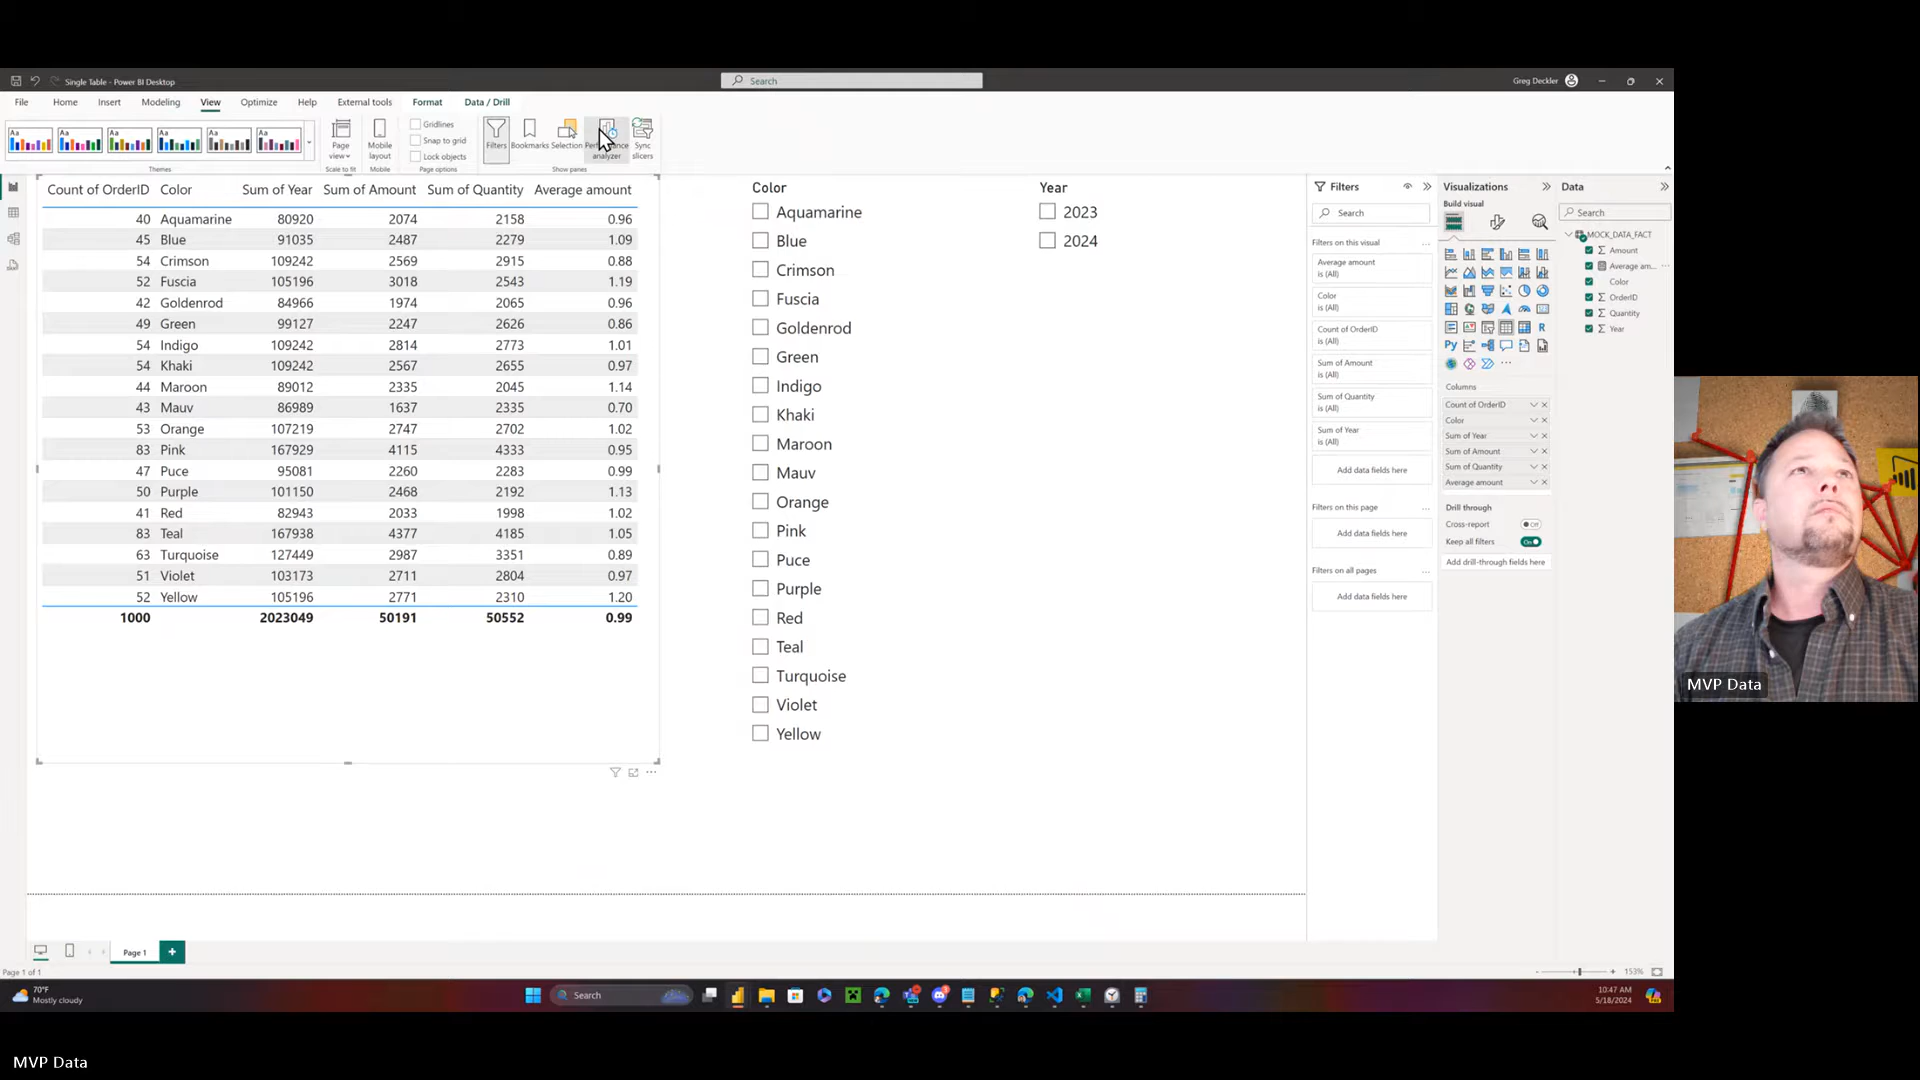 Single Table - Power BI Desktop
Search
Greg Deckler
File Home Insert Modeling View Optimize Help External tools Format Data / Drill
Aa Aa Aa Aa Aa Aa
Page view
Mobile layout
Gridlines
Snap to grid
Lock objects
Filters Bookmarks Selection Performance analyzer Sync slicers
Themes Scale to fit Mobile Page options Show panes
Count of OrderID Color Sum of Year Sum of Amount Sum of Quantity Average amount
40 Aquamarine 80920 2074 2158 0.96
45 Blue 91035 2487 2279 1.09
54 Crimson 109242 2569 2915 0.88
52 Fuscia 105196 3018 2543 1.19
42 Goldenrod 84966 1974 2065 0.96
49 Green 99127 2247 2626 0.86
54 Indigo 109242 2814 2773 1.01
54 Khaki 109242 2567 2655 0.97
44 Maroon 89012 2335 2045 1.14
43 Mauv 86989 1637 2335 0.70
53 Orange 107219 2747 2702 1.02
83 Pink 167929 4115 4333 0.95
47 Puce 95081 2260 2283 0.99
50 Purple 101150 2468 2192 1.13
41 Red 82943 2033 1998 1.02
83 Teal 167938 4377 4185 1.05
63 Turquoise 127449 2987 3351 0.89
51 Violet 103173 2711 2804 0.97
52 Yellow 105196 2771 2310 1.20
1000 2023049 50191 50552 0.99
Color
Aquamarine
Blue
Crimson
Fuscia
Goldenrod
Green
Indigo
Khaki
Maroon
Mauv
Orange
Pink
Puce
Purple
Red
Teal
Turquoise
Violet
Yellow
Year
2023
2024
Filters
Search
Filters on this visual
Average amount
is (All)
Color
is (All)
Count of OrderID
is (All)
Sum of Amount
is (All)
Sum of Quantity
is (All)
Sum of Year
is (All)
Add data fields here
Filters on this page
Add data fields here
Filters on all pages
Add data fields here
Visualizations
Build visual
R
Py
Columns
Count of OrderID
Color
Sum of Year
Sum of Amount
Sum of Quantity
Average amount
Drill through
Cross-report Off
Keep all filters On
Add drill-through fields here
Data
Search
MOCK_DATA_FACT
Amount
Average am...
Color
OrderID
Quantity
Year
MVP Data
Page 1
Page 1 of 1
153%
70°F
Mostly cloudy
Search
10:47 AM
5/18/2024
MVP Data